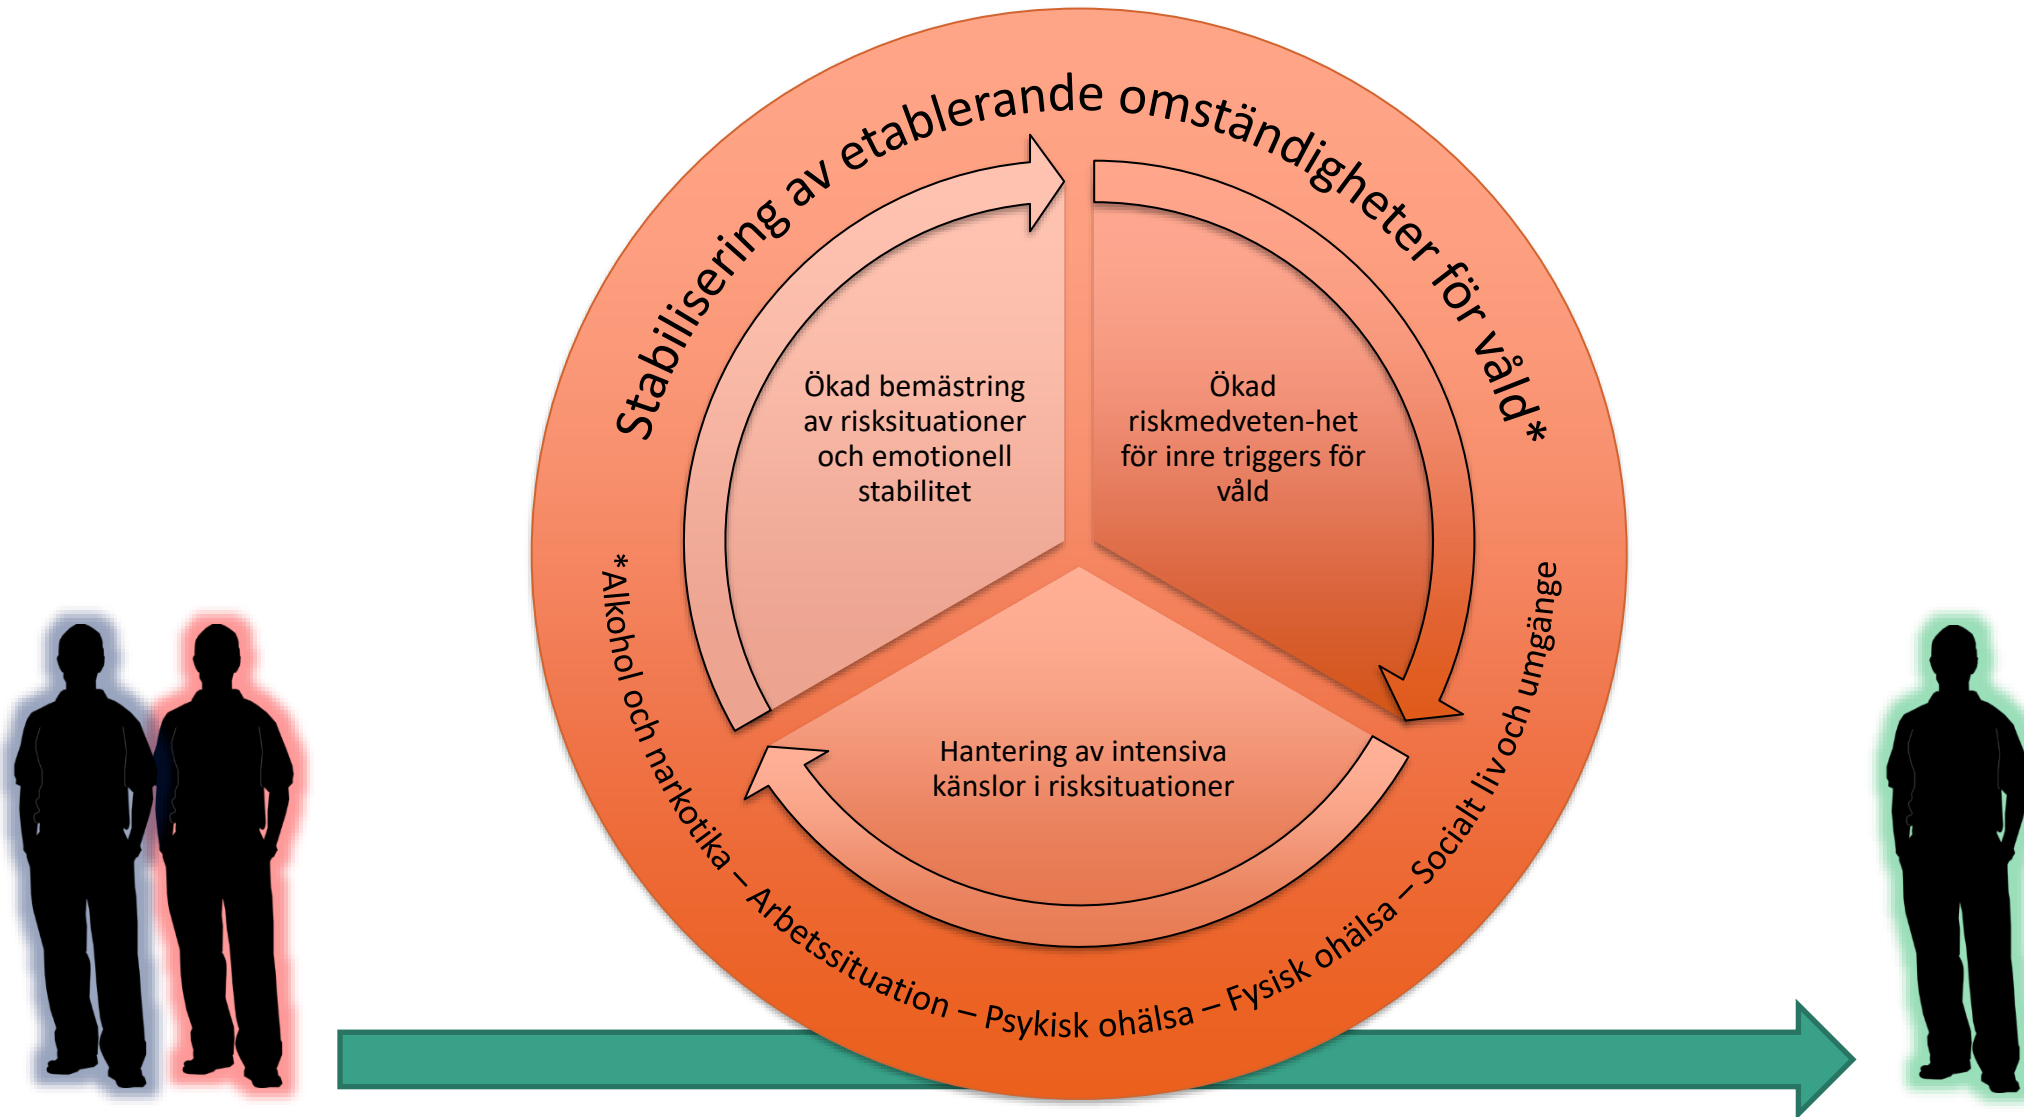 Stabilisering av etablerande omständigheter för våld*
Ökad bemästring
av risksituationer
och emotionell
stabilitet
Ökad
riskmedveten-het
för inre triggers för
våld
Hantering av intensiva
känslor i risksituationer
*Alkohol och narkotika – Arbetssituation – Psykisk ohälsa – Fysisk ohälsa – Socialt liv och umgänge